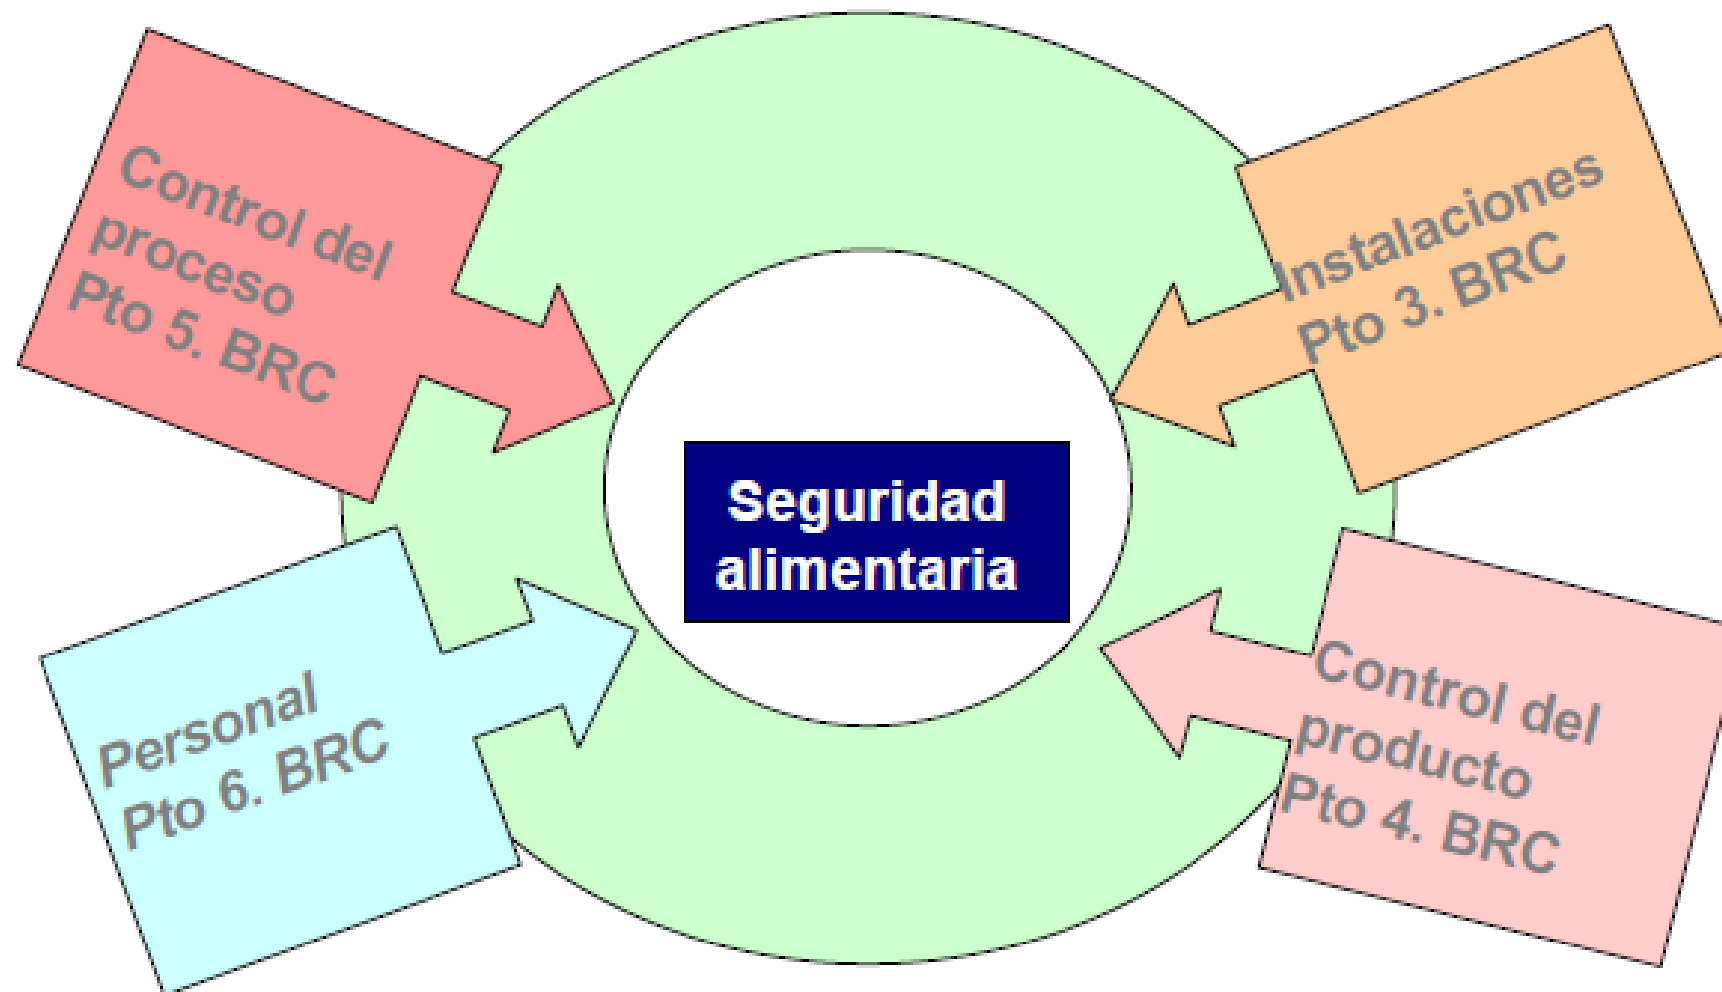 Control del
proceso
Pto 5. BRC
Instalaciones
Pto 3. BRC
Seguridad
alimentaria
Personal
Pto 6. BRC
Control del
producto
Pto 4. BRC